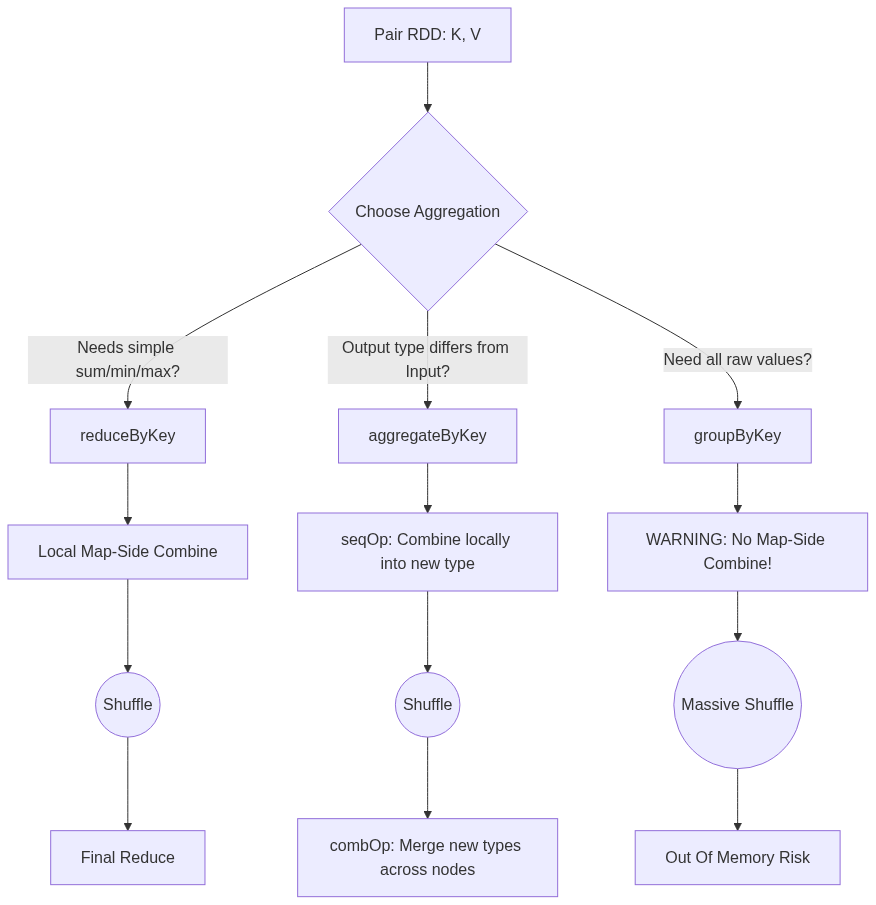 Pair RDD: K, V
Choose Aggregation
Needs simple
sum/min/max?
Output type differs from
Input?
Need all raw values?
reduceByKey
aggregateByKey
groupByKey
Local Map-Side Combine
seqOp: Combine locally
into new type
WARNING: No Map-Side
Combine!
Shuffle
Shuffle
Massive Shuffle
Final Reduce
combOp: Merge new types
across nodes
Out Of Memory Risk